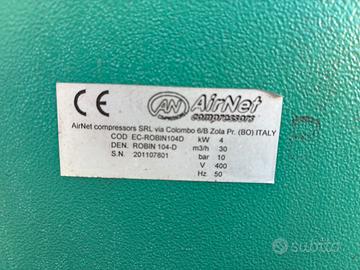 CE AN AirNet
compressors
AirNet compressors SRL via Colombo 6/B Zola Pr. (BO) ITALY
COD EC-ROBIN104D kW 4
DEN. ROBIN 104-D m3/h 30
S.N. 201107601 bar 10
V 400
Hz 50
subito